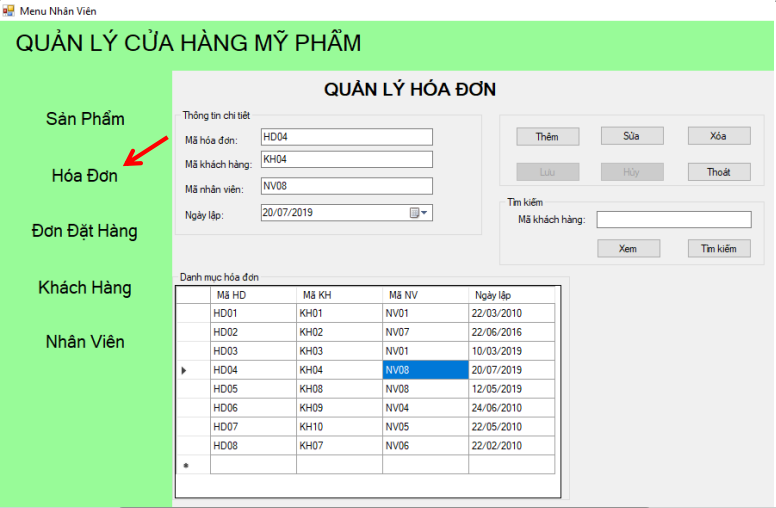 Menu Nhân Viên
QUẢN LÝ CỬA HÀNG MỸ PHẨM
Sản Phẩm
Hóa Đơn
Đơn Đặt Hàng
Khách Hàng
Nhân Viên
QUẢN LÝ HÓA ĐƠN
Thông tin chi tiêt
Mã hóa đơn: HD04
Mã khách hàng: KH04
Mã nhân viên: NV08
Ngày lập: 20/07/2019
Thêm Sửa Xóa
Lưu Hủy Thoát
Tìm kiếm
Mã khách hàng:
Xem Tìm kiếm
Danh mục hóa đơn
Mã HD Mã KH Mã NV Ngày lập
HD01 KH01 NV01 22/03/2010
HD02 KH02 NV07 22/06/2016
HD03 KH03 NV01 10/03/2019
HD04 KH04 NV08 20/07/2019
HD05 KH08 NV08 12/05/2019
HD06 KH09 NV04 24/06/2010
HD07 KH10 NV05 22/05/2010
HD08 KH07 NV06 22/02/2010